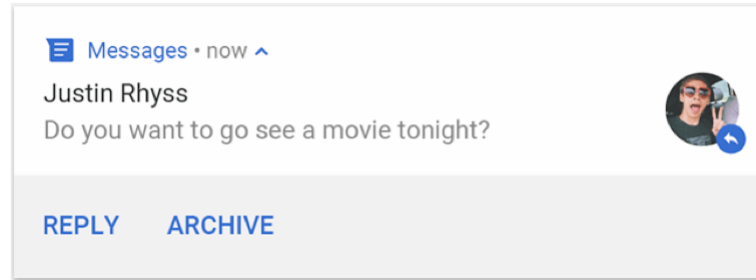 Messages • now
Justin Rhyss
Do you want to go see a movie tonight?
REPLY ARCHIVE